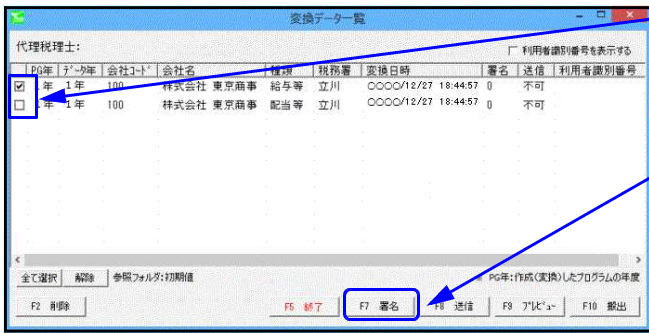 変換データ一覧
代理税理士:
利用者識別番号を表示する
PG年 データ年 会社コード 会社名 種類 税務署 変換日時 署名 送信 利用者識別番号
1年 1年 100 株式会社 東京商事 給与等 立川 0000/12/27 18:44:57 0 不可
1年 1年 100 株式会社 東京商事 配当等 立川 0000/12/27 18:44:57 0 不可
PG年:作成(変換)したプログラムの年度
全て選択 解除 参照フォルダ:初期値
F2 削除 F5 終了 F7 署名 F8 送信 F9 プレビュー F10 搬出